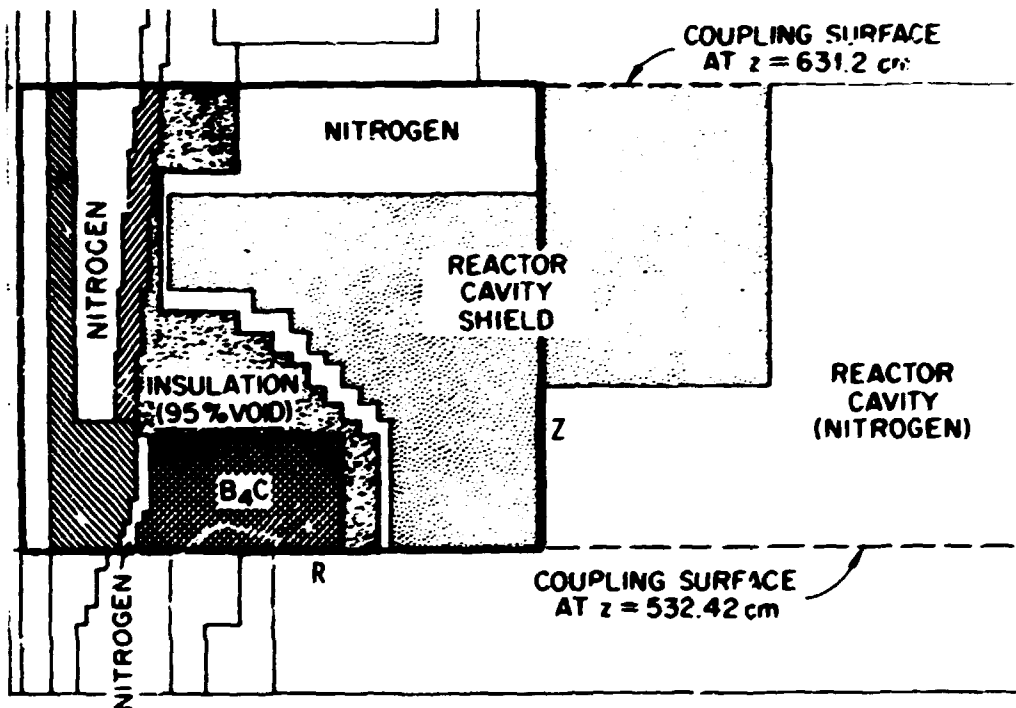 COUPLING SURFACE
AT z = 631.2 cm
NITROGEN
NITROGEN
REACTOR
CAVITY
SHIELD
INSULATION
(95% VOID)
REACTOR
CAVITY
(NITROGEN)
Z
B₄C
R
COUPLING SURFACE
AT z = 532.42 cm
NITROGEN